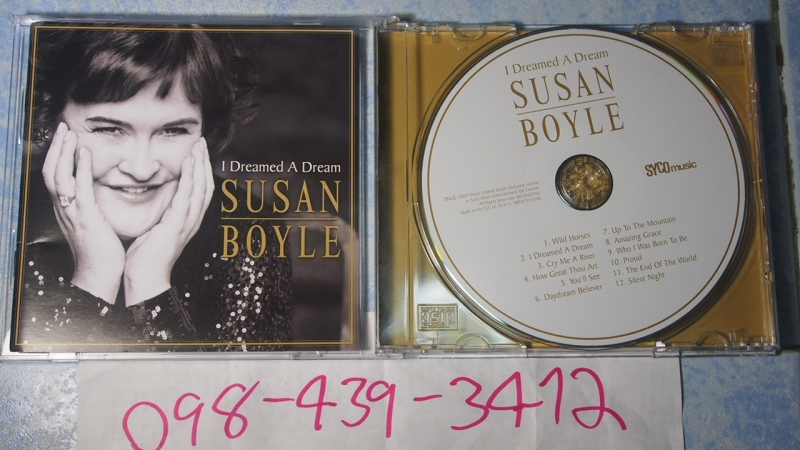 I Dreamed A Dream
SUSAN
BOYLE
I Dreamed A Dream
SUSAN
BOYLE
SYCOmusic
1. Wild Horses
2. I Dreamed A Dream
3. Cry Me A River
4. How Great Thou Art
5. You'll See
6. Daydream Believer
7. Up To The Mountain
8. Amazing Grace
9. Who I Was Born To Be
10. Proud
11. The End Of The World
12. Silent Night
098-439-3412